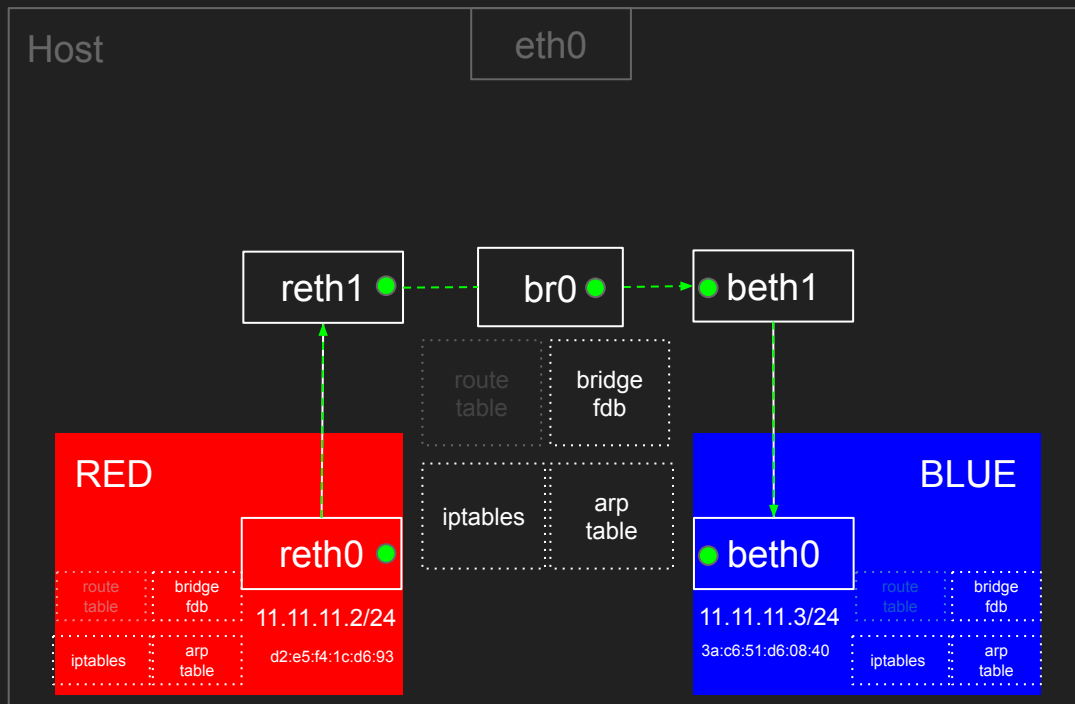 Host
eth0
reth1
br0
beth1
route
table
bridge
fdb
iptables
arp
table
RED
reth0
11.11.11.2/24
d2:e5:f4:1c:d6:93
route
table
bridge
fdb
iptables
arp
table
BLUE
beth0
11.11.11.3/24
3a:c6:51:d6:08:40
route
table
bridge
fdb
iptables
arp
table